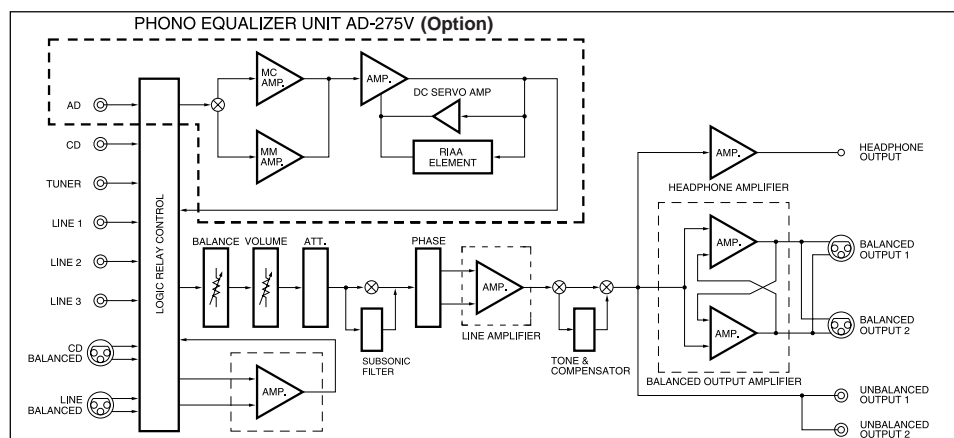 PHONO EQUALIZER UNIT AD-275V (Option)
AD
CD
TUNER
LINE 1
LINE 2
LINE 3
CD
BALANCED
LINE
BALANCED
LOGIC RELAY CONTROL
MC
AMP.
MM
AMP.
AMP.
DC SERVO AMP
RIAA
ELEMENT
BALANCE
VOLUME
ATT.
SUBSONIC
FILTER
PHASE
AMP.
LINE AMPLIFIER
AMP.
TONE &
COMPENSATOR
AMP.
HEADPHONE AMPLIFIER
AMP.
AMP.
BALANCED OUTPUT AMPLIFIER
HEADPHONE
OUTPUT
BALANCED
OUTPUT 1
BALANCED
OUTPUT 2
UNBALANCED
OUTPUT 1
UNBALANCED
OUTPUT 2